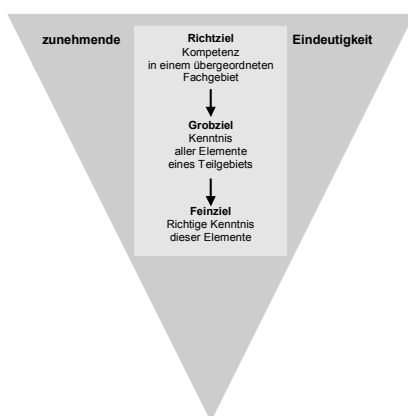 zunehmende
Eindeutigkeit
Richtziel
Kompetenz
in einem übergeordneten
Fachgebiet
Grobziel
Kenntnis
aller Elemente
eines Teilgebiets
Feinziel
Richtige Kenntnis
dieser Elemente